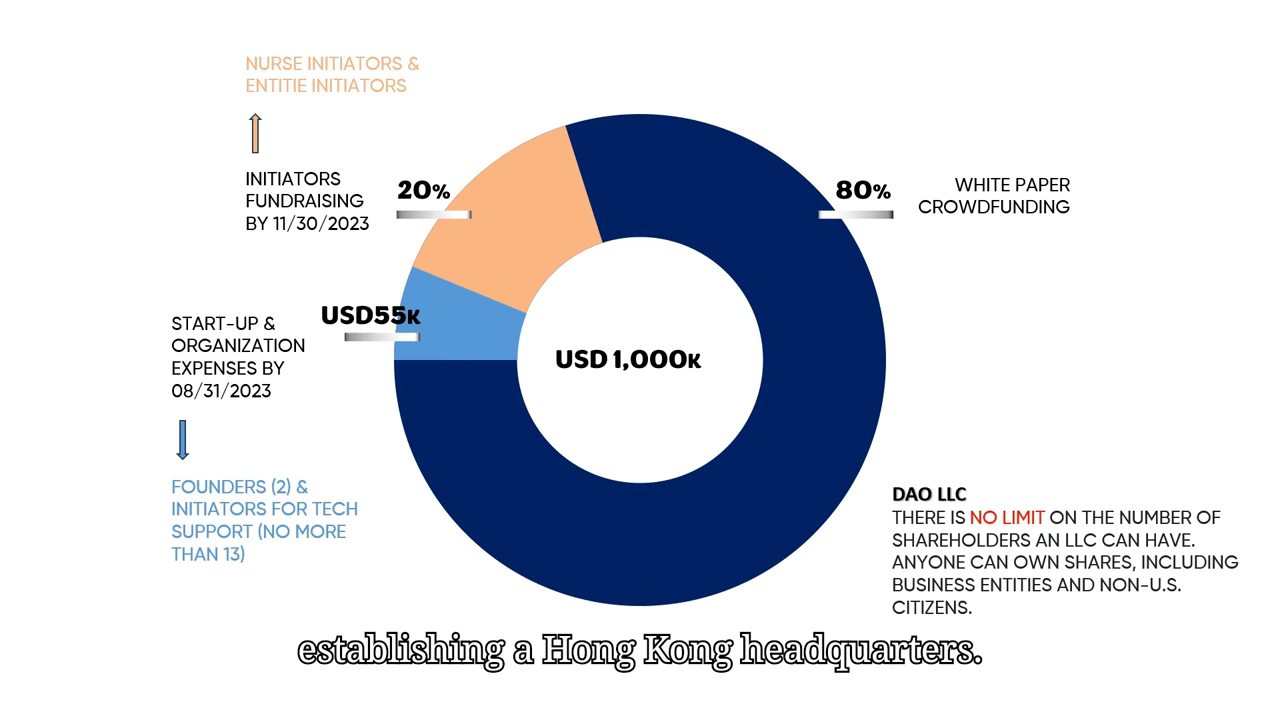 NURSE INITIATORS &
ENTITIE INITIATORS
INITIATORS
FUNDRAISING
BY 11/30/2023
20%
80%
WHITE PAPER
CROWDFUNDING
START-UP &
ORGANIZATION
EXPENSES BY
08/31/2023
USD55K
USD 1,000K
FOUNDERS (2) &
INITIATORS FOR TECH
SUPPORT (NO MORE
THAN 13)
DAO LLC
THERE IS NO LIMIT ON THE NUMBER OF
SHAREHOLDERS AN LLC CAN HAVE.
ANYONE CAN OWN SHARES, INCLUDING
BUSINESS ENTITIES AND NON-U.S.
CITIZENS.
establishing a Hong Kong headquarters.